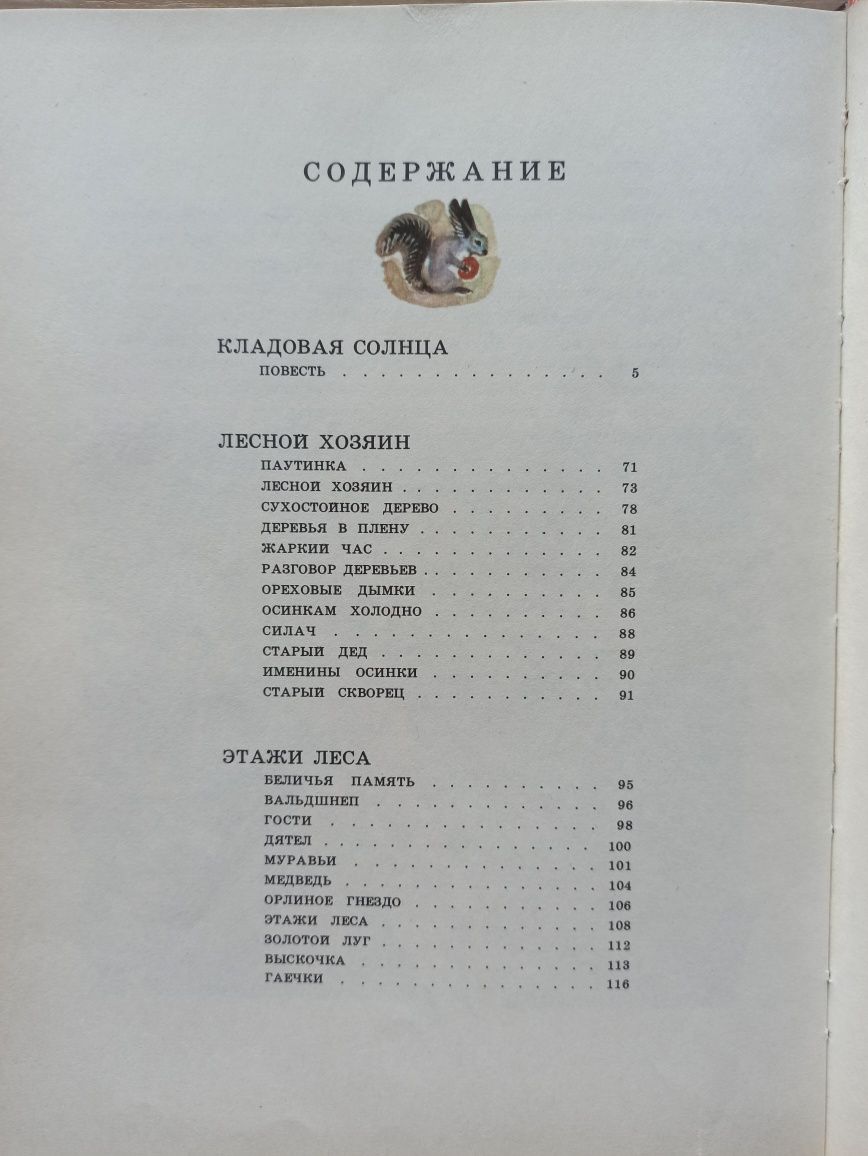 СОДЕРЖАНИЕ
КЛАДОВАЯ СОЛНЦА
ПОВЕСТЬ . . . . . . . . . . . . . 5
ЛЕСНОЙ ХОЗЯИН
ПАУТИНКА . . . . . . . . . . . . 71
ЛЕСНОЙ ХОЗЯИН . . . . . . . . . . 73
СУХОСТОЙНОЕ ДЕРЕВО . . . . . . . . 78
ДЕРЕВЬЯ В ПЛЕНУ . . . . . . . . . 81
ЖАРКИЙ ЧАС . . . . . . . . . . . 82
РАЗГОВОР ДЕРЕВЬЕВ . . . . . . . . . 84
ОРЕХОВЫЕ ДЫМКИ . . . . . . . . . 85
ОСИНКАМ ХОЛОДНО . . . . . . . . . 86
СИЛАЧ . . . . . . . . . . . . . 88
СТАРЫЙ ДЕД . . . . . . . . . . . 89
ИМЕНИНЫ ОСИНКИ . . . . . . . . . 90
СТАРЫЙ СКВОРЕЦ . . . . . . . . . . 91
ЭТАЖИ ЛЕСА
БЕЛИЧЬЯ ПАМЯТЬ . . . . . . . . . 95
ВАЛЬДШНЕП . . . . . . . . . . . 96
ГОСТИ . . . . . . . . . . . . . 98
ДЯТЕЛ . . . . . . . . . . . . . 100
МУРАВЬИ . . . . . . . . . . . . 101
МЕДВЕДЬ . . . . . . . . . . . . 104
ОРЛИНОЕ ГНЕЗДО . . . . . . . . . . 106
ЭТАЖИ ЛЕСА . . . . . . . . . . . 108
ЗОЛОТОЙ ЛУГ . . . . . . . . . . . 112
ВЫСКОЧКА . . . . . . . . . . . . 113
ГАЕЧКИ . . . . . . . . . . . . . 116